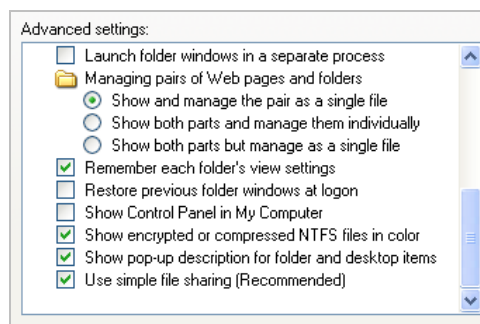 Advanced settings:
Launch folder windows in a separate process
Managing pairs of Web pages and folders
Show and manage the pair as a single file
Show both parts and manage them individually
Show both parts but manage as a single file
Remember each folder's view settings
Restore previous folder windows at logon
Show Control Panel in My Computer
Show encrypted or compressed NTFS files in color
Show pop-up description for folder and desktop items
Use simple file sharing (Recommended)